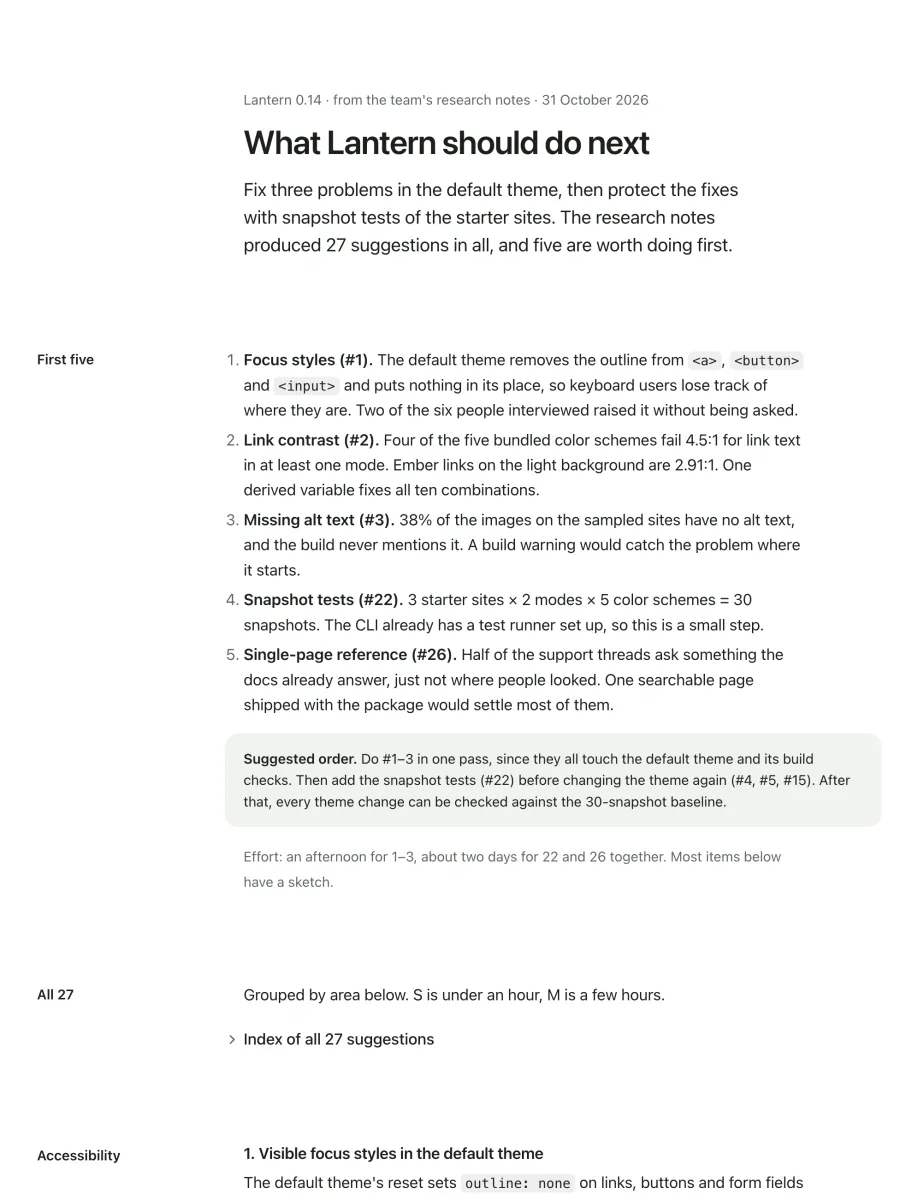 Lantern 0.14 · from the team's research notes · 31 October 2026
What Lantern should do next
Fix three problems in the default theme, then protect the fixes
with snapshot tests of the starter sites. The research notes
produced 27 suggestions in all, and five are worth doing first.
First five
1. Focus styles (#1). The default theme removes the outline from <a>, <button>
and <input> and puts nothing in its place, so keyboard users lose track of
where they are. Two of the six people interviewed raised it without being asked.
2. Link contrast (#2). Four of the five bundled color schemes fail 4.5:1 for link text
in at least one mode. Ember links on the light background are 2.91:1. One
derived variable fixes all ten combinations.
3. Missing alt text (#3). 38% of the images on the sampled sites have no alt text,
and the build never mentions it. A build warning would catch the problem where
it starts.
4. Snapshot tests (#22). 3 starter sites × 2 modes × 5 color schemes = 30
snapshots. The CLI already has a test runner set up, so this is a small step.
5. Single-page reference (#26). Half of the support threads ask something the
docs already answer, just not where people looked. One searchable page
shipped with the package would settle most of them.
Suggested order. Do #1–3 in one pass, since they all touch the default theme and its build
checks. Then add the snapshot tests (#22) before changing the theme again (#4, #5, #15). After
that, every theme change can be checked against the 30-snapshot baseline.
Effort: an afternoon for 1–3, about two days for 22 and 26 together. Most items below
have a sketch.
All 27
Grouped by area below. S is under an hour, M is a few hours.
Index of all 27 suggestions
Accessibility
1. Visible focus styles in the default theme
The default theme's reset sets outline: none on links, buttons and form fields